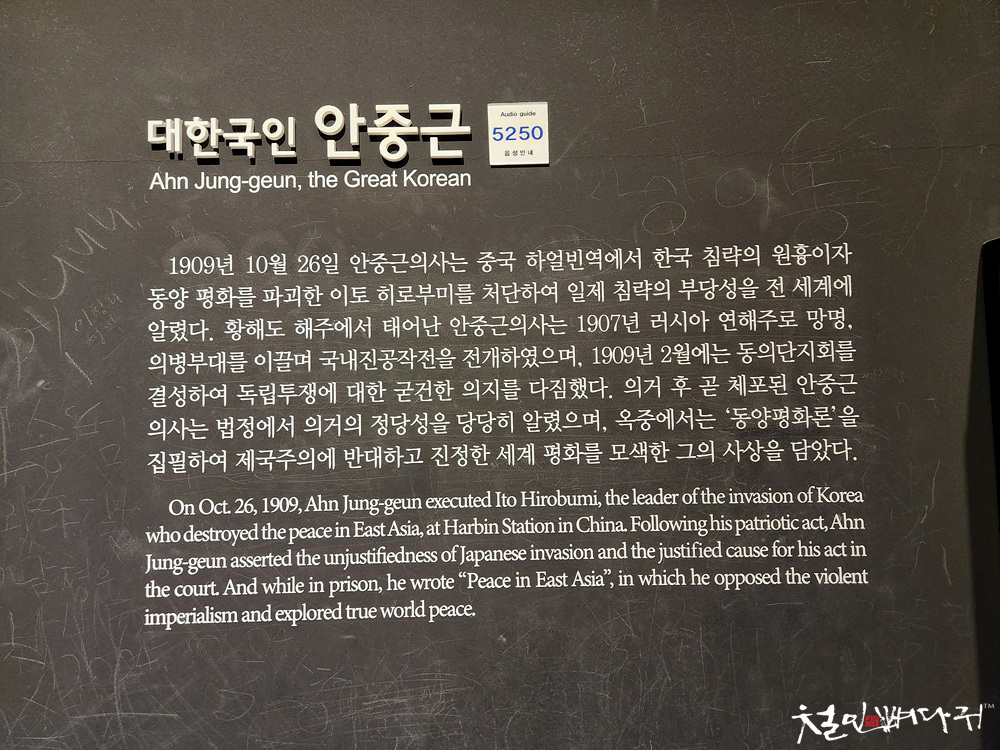 대한국인 안중근
Audio guide
5250
음성안내
Ahn Jung-geun, the Great Korean
1909년 10월 26일 안중근의사는 중국 하얼빈역에서 한국 침략의 원흉이자
동양 평화를 파괴한 이토 히로부미를 처단하여 일제 침략의 부당성을 전 세계에
알렸다. 황해도 해주에서 태어난 안중근의사는 1907년 러시아 연해주로 망명,
의병부대를 이끌며 국내진공작전을 전개하였으며, 1909년 2월에는 동의단지회를
결성하여 독립투쟁에 대한 굳건한 의지를 다짐했다. 의거 후 곧 체포된 안중근
의사는 법정에서 의거의 정당성을 당당히 알렸으며, 옥중에서는 ‘동양평화론’을
집필하여 제국주의에 반대하고 진정한 세계 평화를 모색한 그의 사상을 담았다.
On Oct. 26, 1909, Ahn Jung-geun executed Ito Hirobumi, the leader of the invasion of Korea
who destroyed the peace in East Asia, at Harbin Station in China. Following his patriotic act, Ahn
Jung-geun asserted the unjustifiedness of Japanese invasion and the justified cause for his act in
the court. And while in prison, he wrote “Peace in East Asia”, in which he opposed the violent
imperialism and explored true world peace.